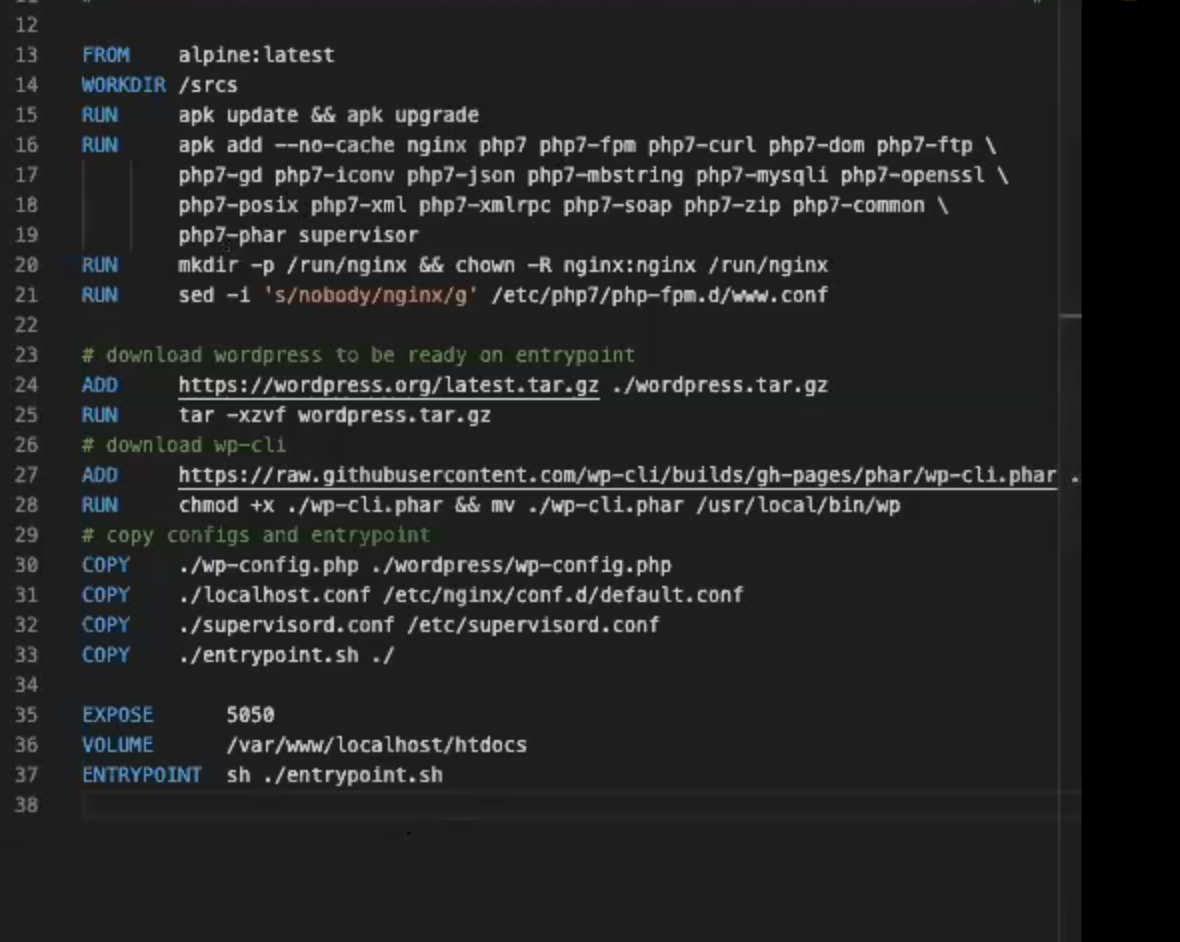 12
13 FROM alpine:latest
14 WORKDIR /srcs
15 RUN apk update && apk upgrade
16 RUN apk add --no-cache nginx php7 php7-fpm php7-curl php7-dom php7-ftp \
17 php7-gd php7-iconv php7-json php7-mbstring php7-mysqli php7-openssl \
18 php7-posix php7-xml php7-xmlrpc php7-soap php7-zip php7-common \
19 php7-phar supervisor
20 RUN mkdir -p /run/nginx && chown -R nginx:nginx /run/nginx
21 RUN sed -i 's/nobody/nginx/g' /etc/php7/php-fpm.d/www.conf
22
23 # download wordpress to be ready on entrypoint
24 ADD https://wordpress.org/latest.tar.gz ./wordpress.tar.gz
25 RUN tar -xzvf wordpress.tar.gz
26 # download wp-cli
27 ADD https://raw.githubusercontent.com/wp-cli/builds/gh-pages/phar/wp-cli.phar .
28 RUN chmod +x ./wp-cli.phar && mv ./wp-cli.phar /usr/local/bin/wp
29 # copy configs and entrypoint
30 COPY ./wp-config.php ./wordpress/wp-config.php
31 COPY ./localhost.conf /etc/nginx/conf.d/default.conf
32 COPY ./supervisord.conf /etc/supervisord.conf
33 COPY ./entrypoint.sh ./
34
35 EXPOSE 5050
36 VOLUME /var/www/localhost/htdocs
37 ENTRYPOINT sh ./entrypoint.sh
38